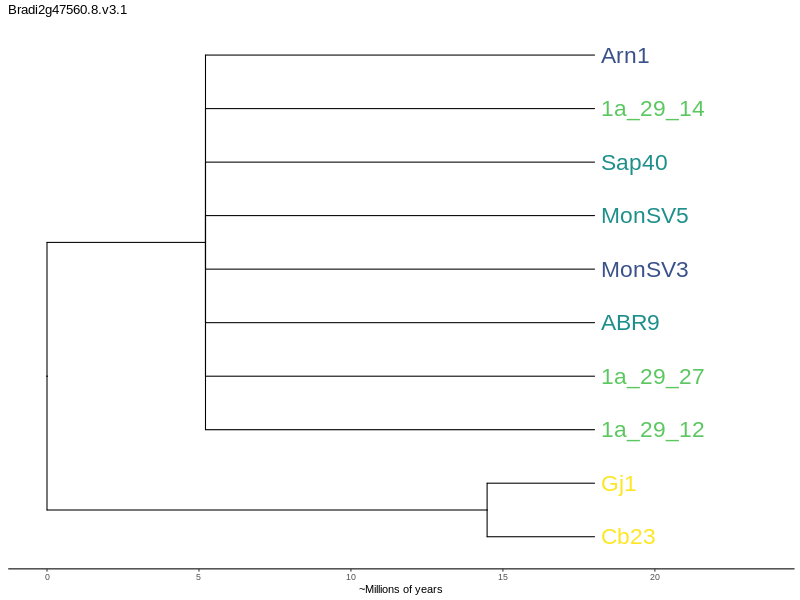 Bradi2g47560.8.v3.1
Arn1
1a_29_14
Sap40
MonSV5
MonSV3
ABR9
1a_29_27
1a_29_12
Gj1
Cb23
0 5 10 15 20
~Millions of years